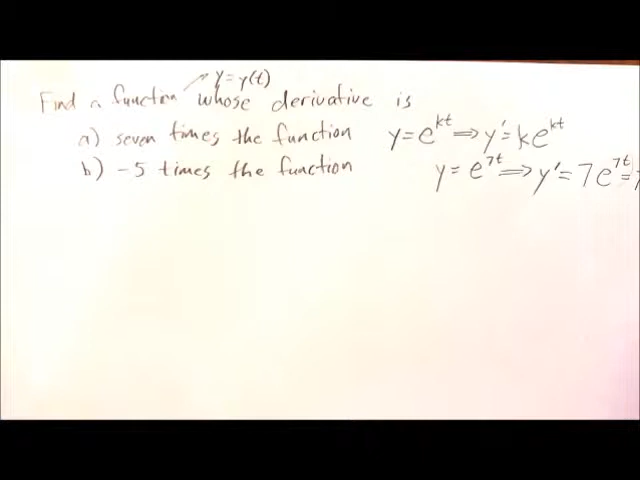 y = y(t)
Find a function whose derivative is
a) seven times the function y = e^{kt} ⟹ y' = ke^{kt}
b) -5 times the function y = e^{7t} ⟹ y' = 7e^{7t} =